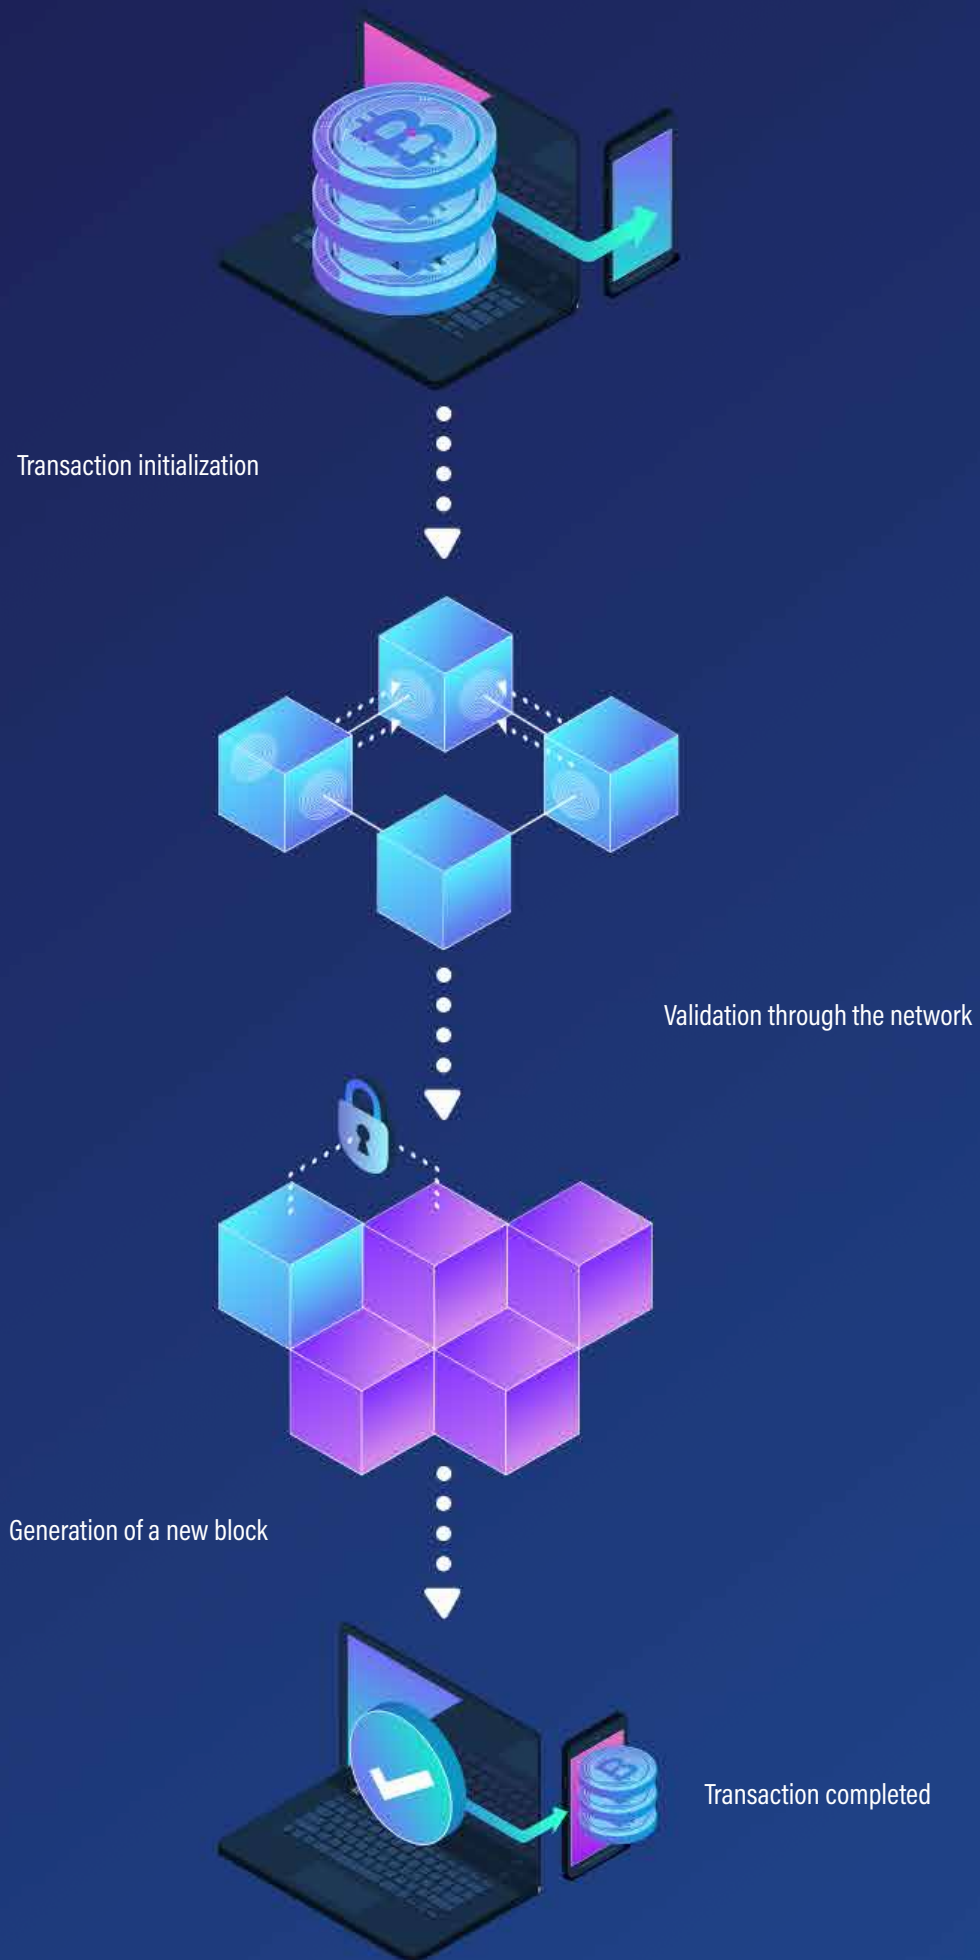 Transaction initialization
Validation through the network
Generation of a new block
Transaction completed